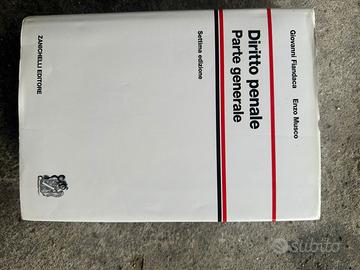 Giovanni Fiandaca Enzo Musco
Diritto penale
Parte generale
Settima edizione
ZANICHELLI EDITORE
subito